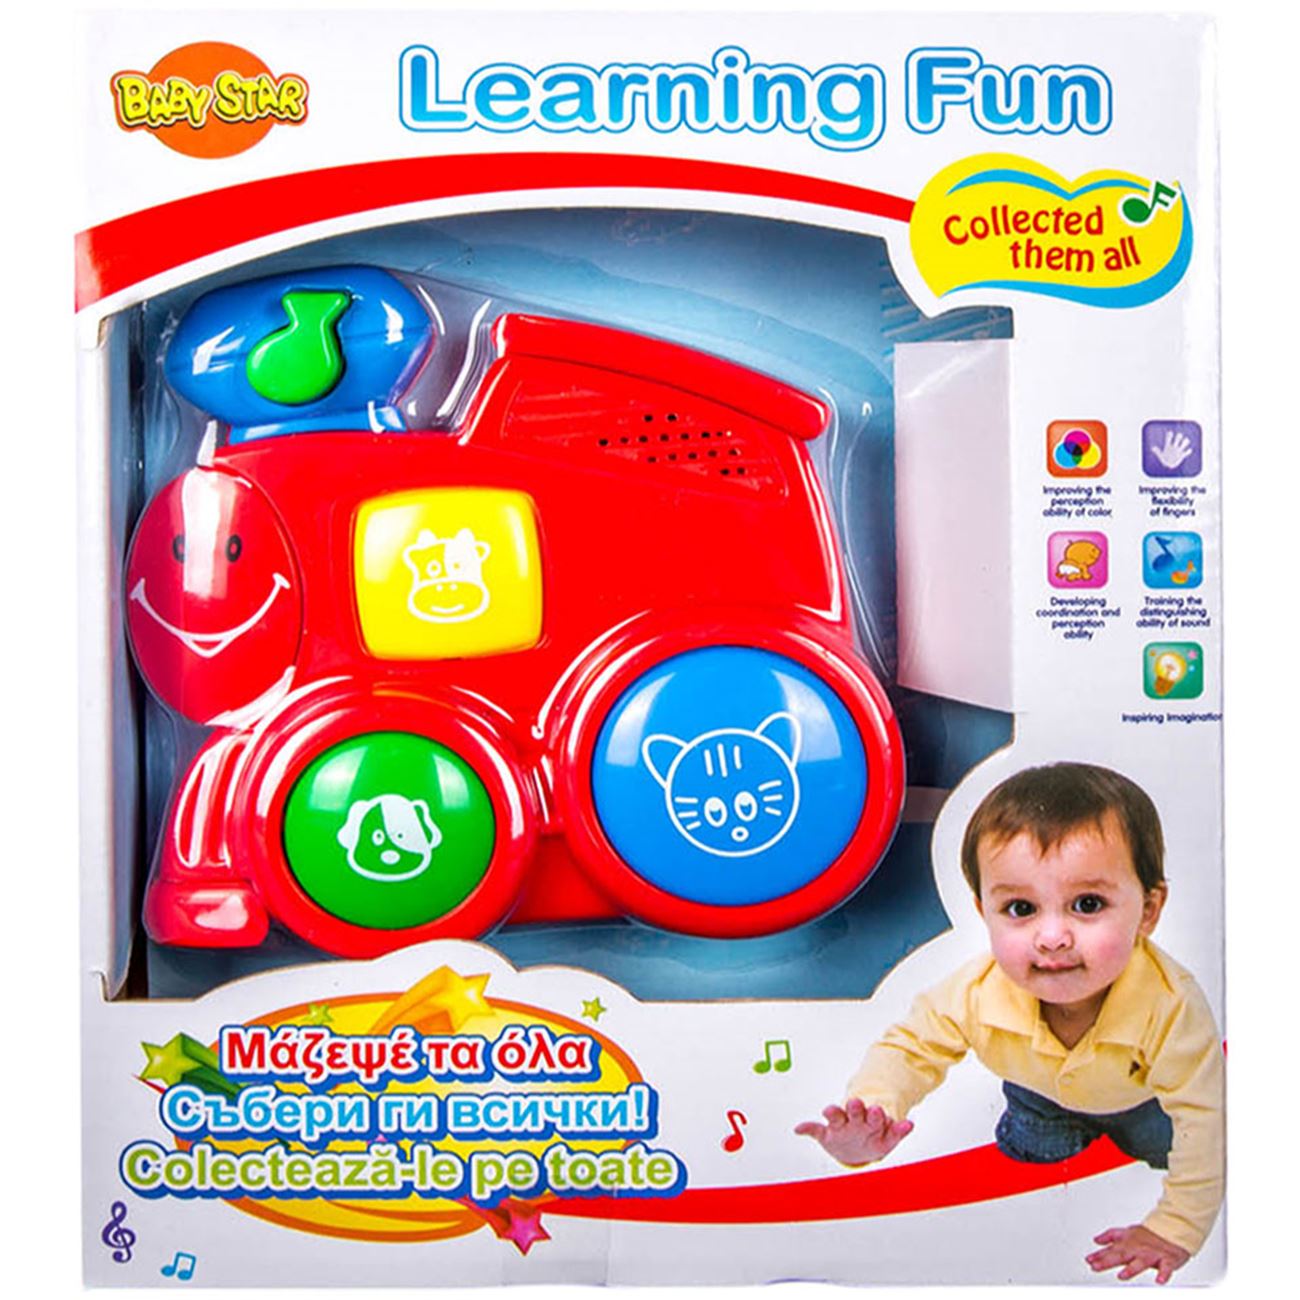 BABY STAR
Learning Fun
Collected
them all
Improving the
perception
ability of color
Improving the
flexibility
of fingers
Developing
coordination and
perception
ability
Training the
distinguishing
ability of sound
Inspiring Imagination
Μάζεψέ τα όλα
Събери ги всички!
Colectează-le pe toate